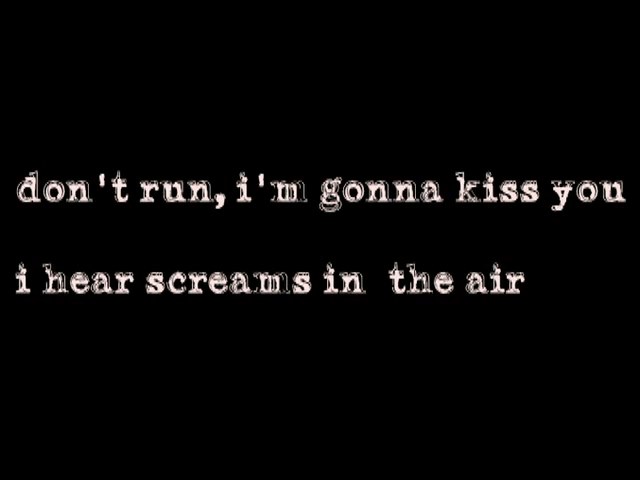 don't run, i'm gonna kiss you
i hear screams in the air